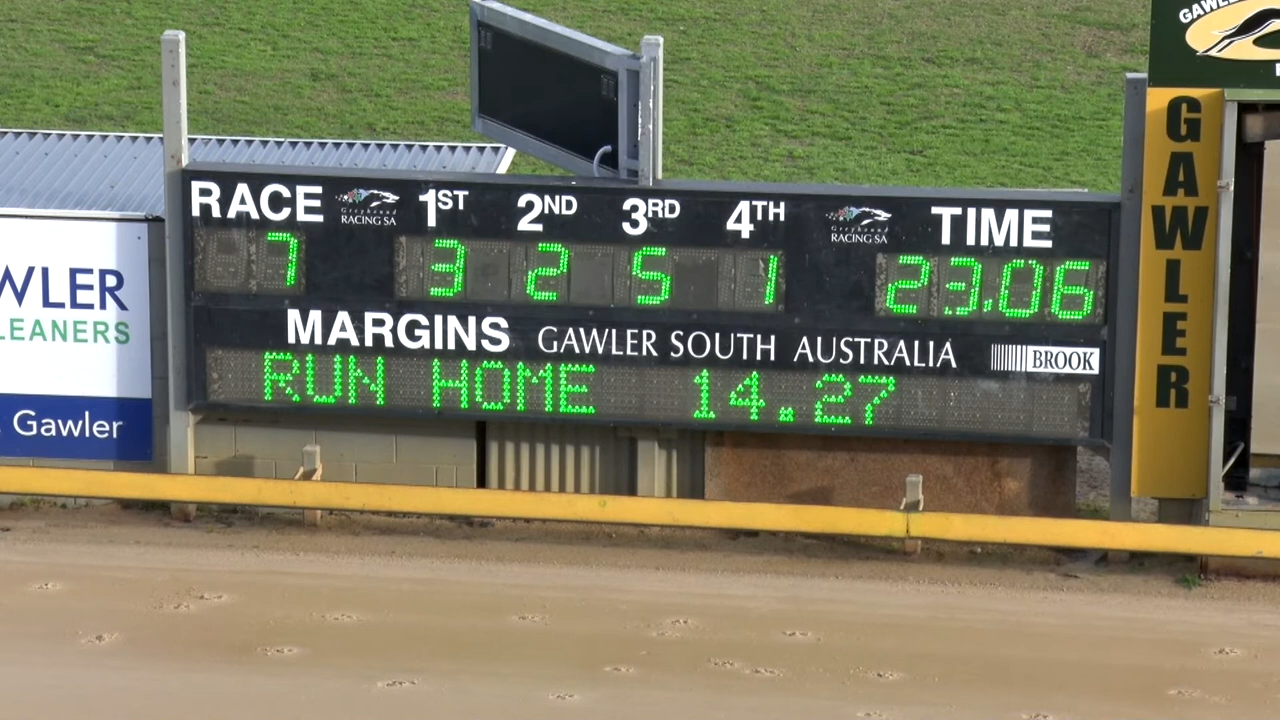 RACE 1ST 2ND 3RD 4TH TIME
Greyhound
RACING SA
Greyhound
RACING SA
7 3 2 5 1 23.06
MARGINS GAWLER SOUTH AUSTRALIA BROOK
RUN HOME 14.27
WLER
LEANERS
Gawler
GAWLER